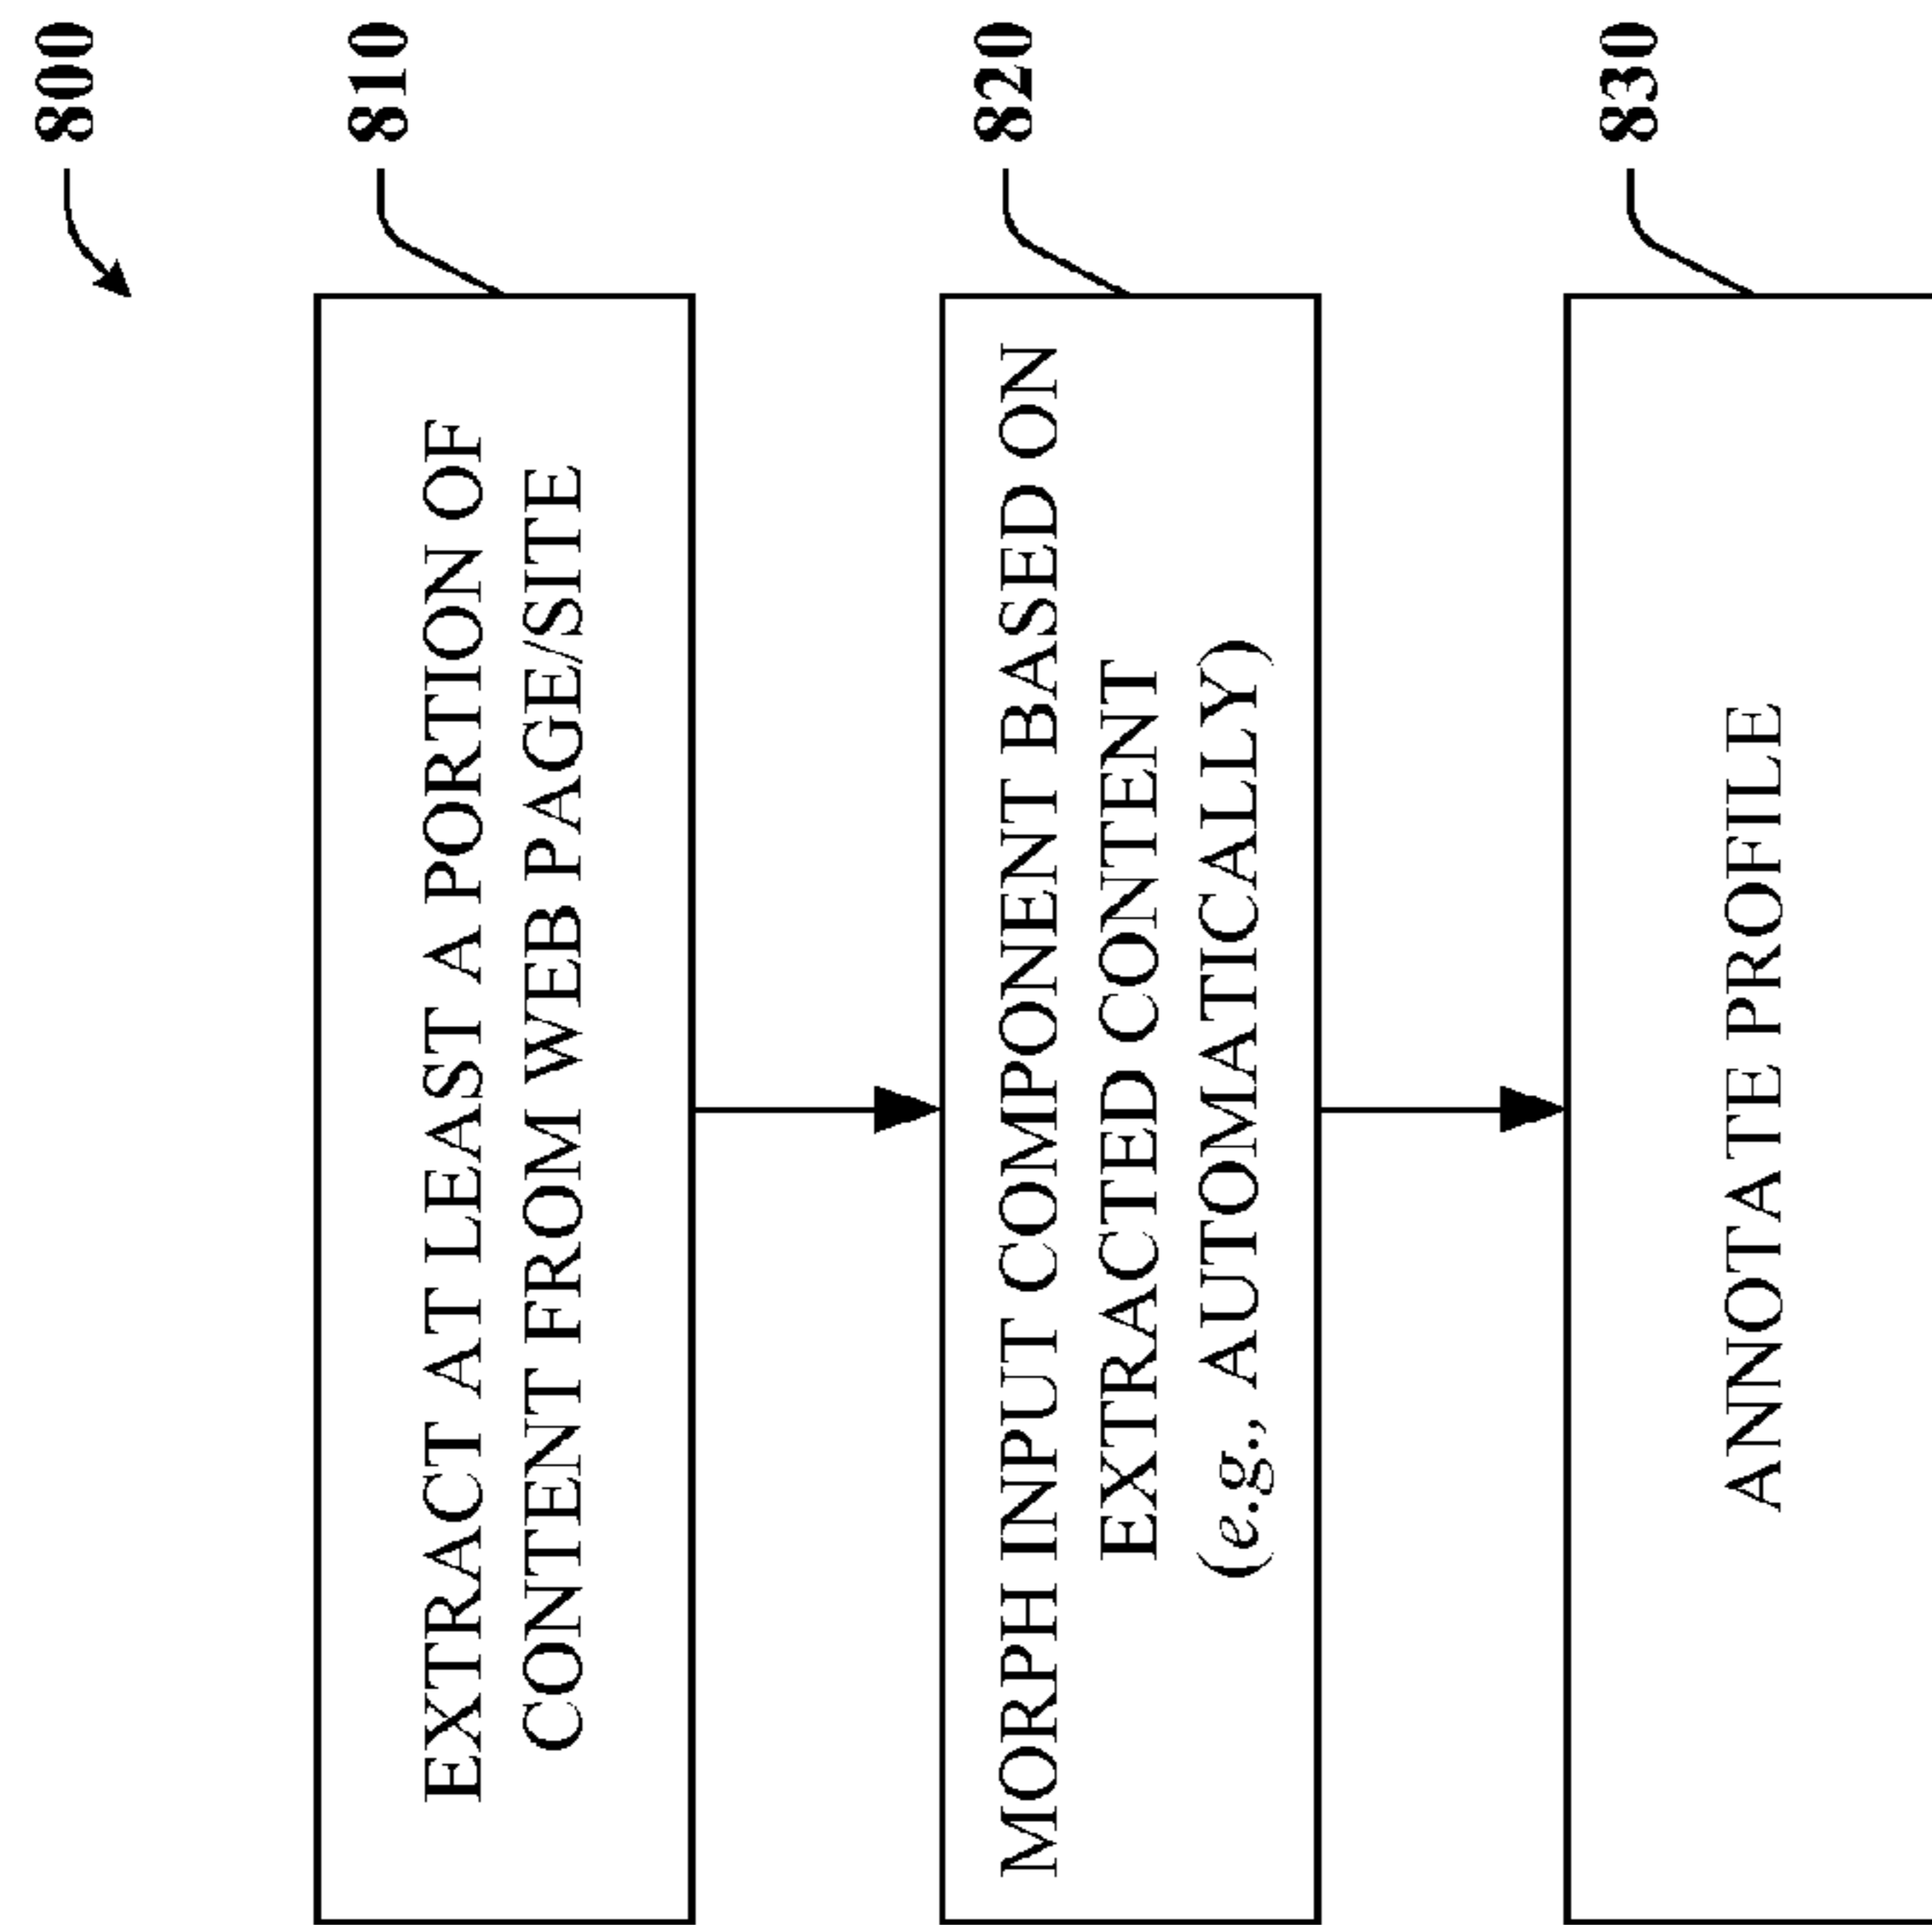 800
810
EXTRACT AT LEAST A PORTION OF
CONTENT FROM WEB PAGE/SITE
820
MORPH INPUT COMPONENT BASED ON
EXTRACTED CONTENT
(e.g., AUTOMATICALLY)
830
ANNOTATE PROFILE